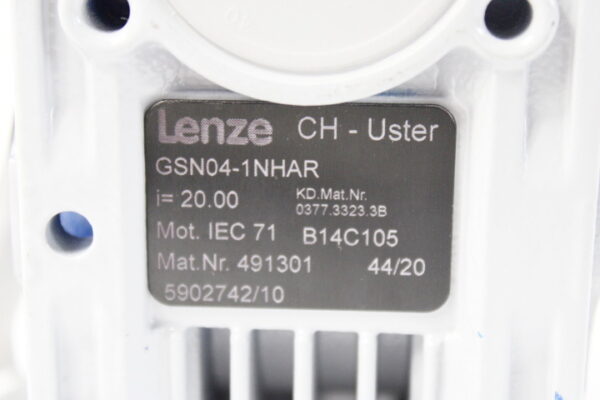 Lenze CH - Uster
GSN04-1NHAR
i= 20.00 KD.Mat.Nr.
0377.3323.3B
Mot. IEC 71 B14C105
Mat.Nr. 491301 44/20
5902742/10